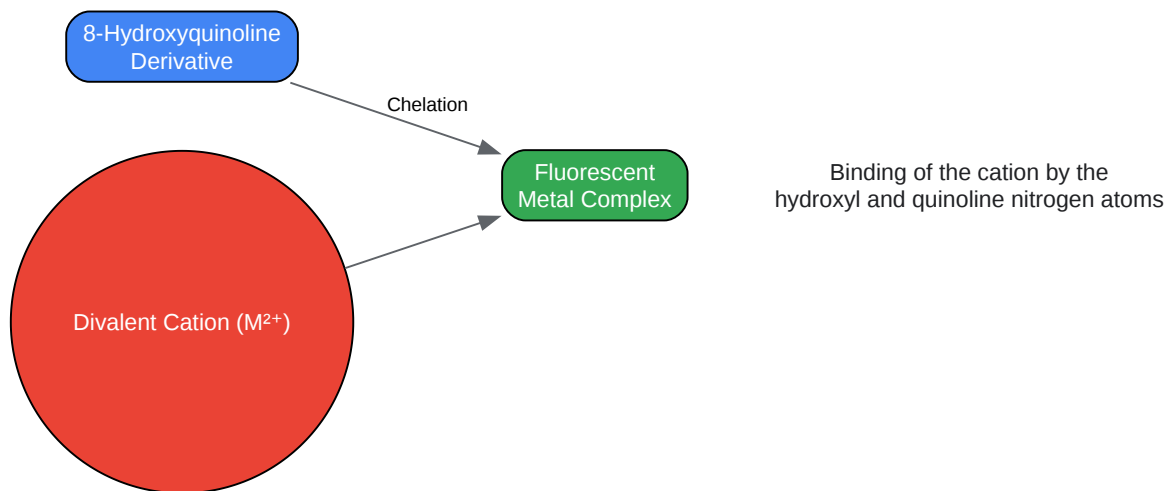 8-Hydroxyquinoline
Derivative
Chelation
Fluorescent
Metal Complex
Binding of the cation by the
hydroxyl and quinoline nitrogen atoms
Divalent Cation (M²⁺)